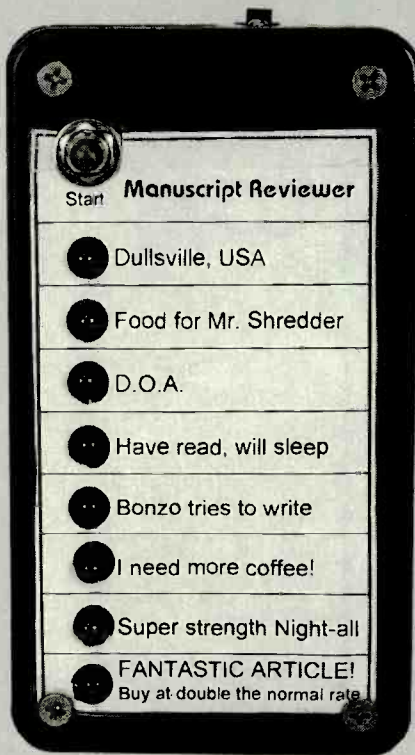 Start
Manuscript Reviewer
Dullsville, USA
Food for Mr. Shredder
D.O.A.
Have read, will sleep
Bonzo tries to write
I need more coffee!
Super strength Night-all
FANTASTIC ARTICLE!
Buy at double the normal rate